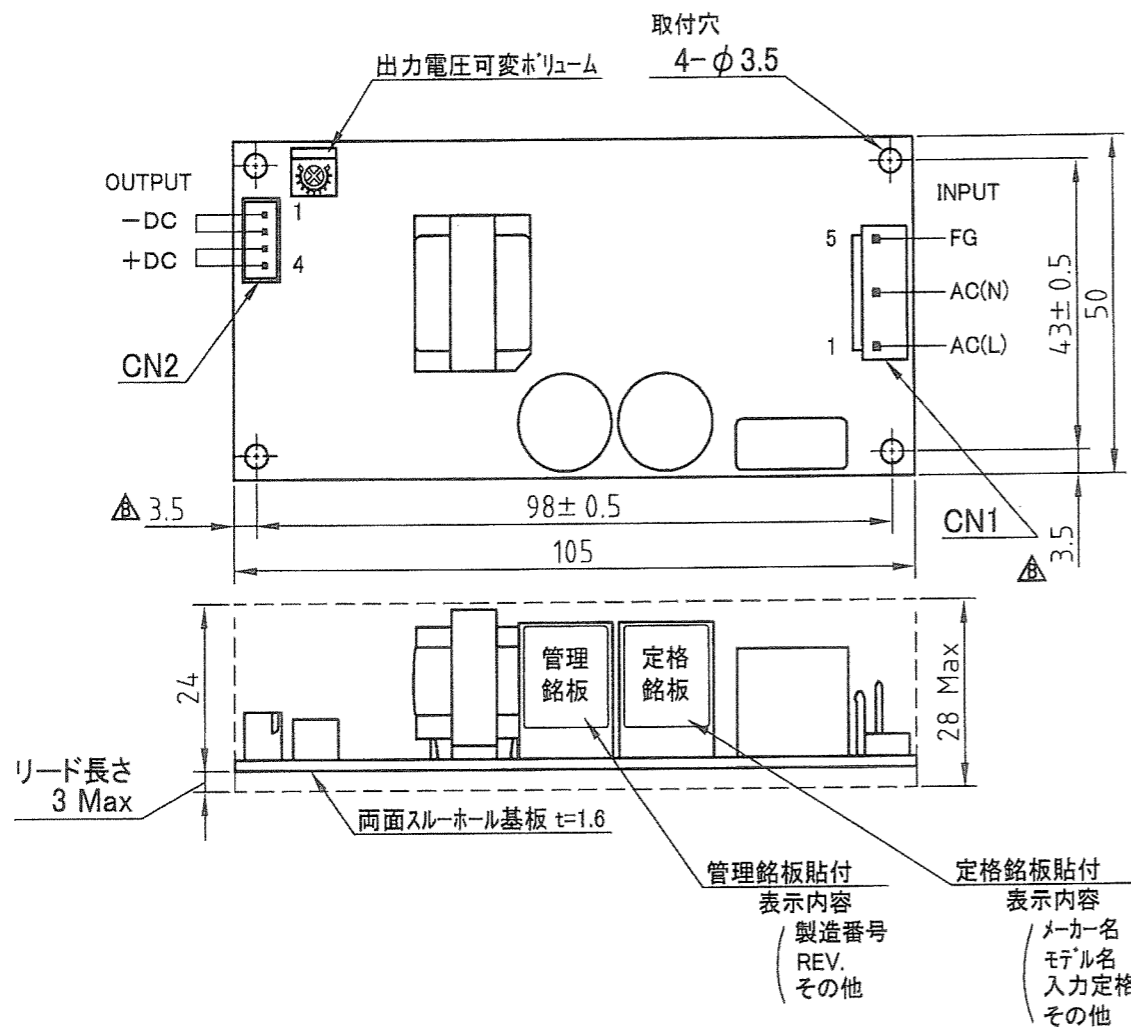 取付穴
4-φ3.5
出力電圧可変ボリューム
OUTPUT
-DC
+DC
1
4
CN2
INPUT
5
FG
AC(N)
1
AC(L)
43±0.5
50
CN1
B 3.5
98±0.5
105
B 3.5
24
28 Max
管理
銘板
定格
銘板
リード長さ
3 Max
両面スルーホール基板 t=1.6
管理銘板貼付
表示内容
製造番号
REV.
その他
定格銘板貼付
表示内容
メーカー名
モデル名
入力定格
その他